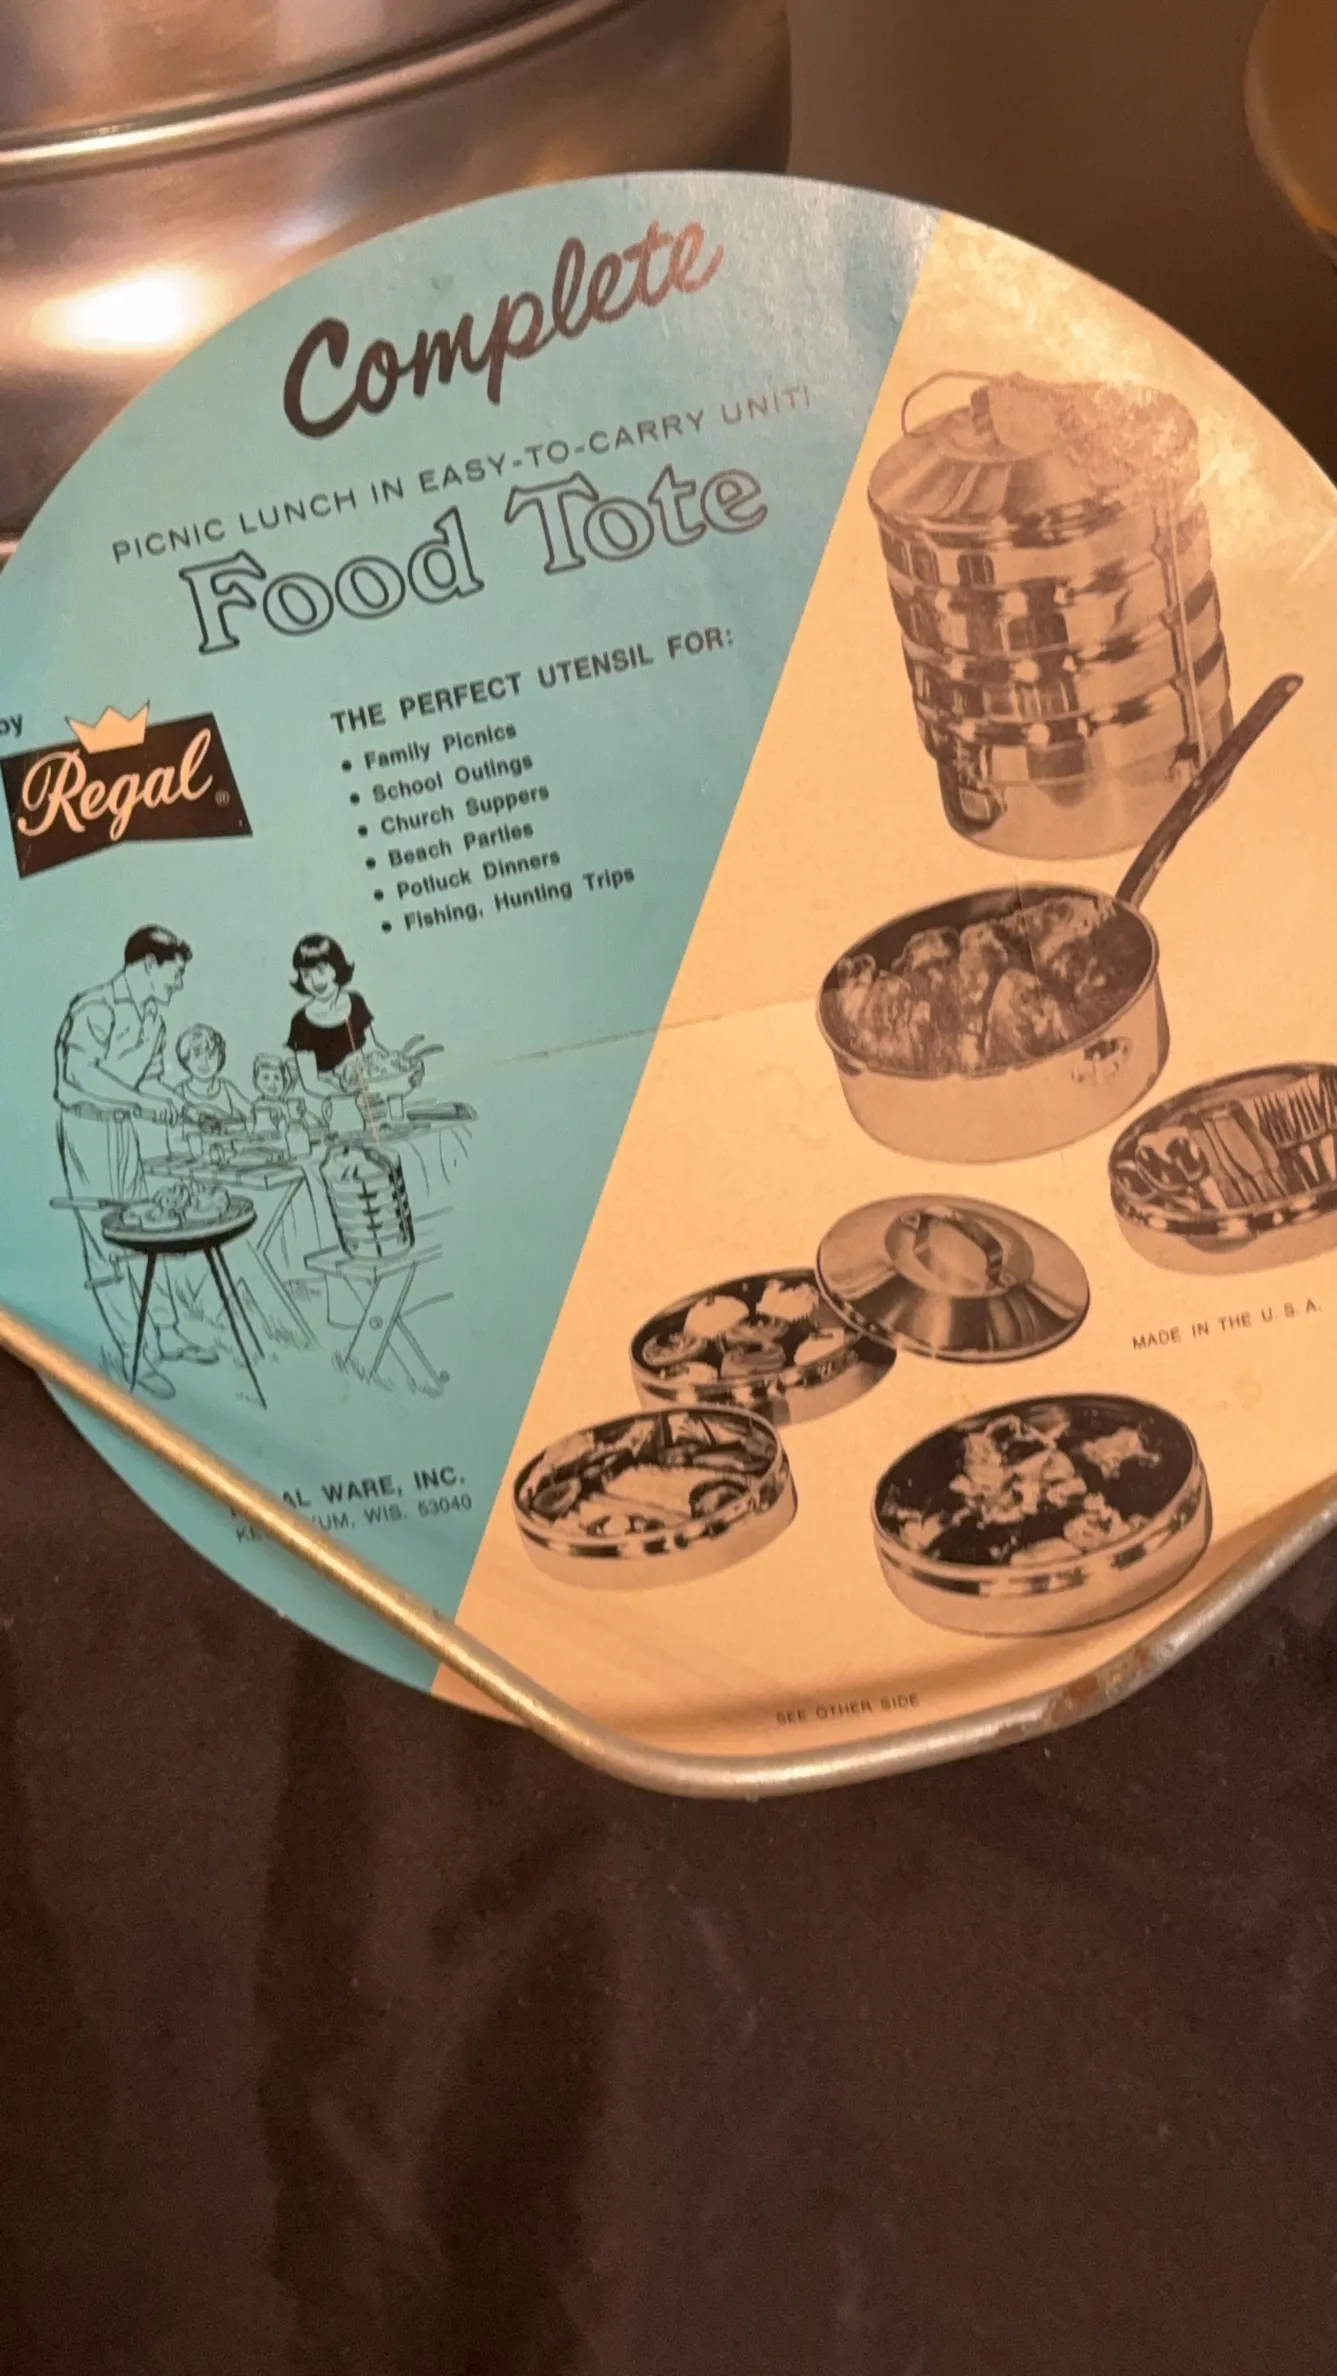 Complete
PICNIC LUNCH IN EASY-TO-CARRY UNIT!
Food Tote
by
Regal®
THE PERFECT UTENSIL FOR:
• Family Picnics
• School Outings
• Church Suppers
• Beach Parties
• Potluck Dinners
• Fishing, Hunting Trips
WARE, INC.
WIS. 53040
MADE IN THE U.S.A.
SEE OTHER SIDE